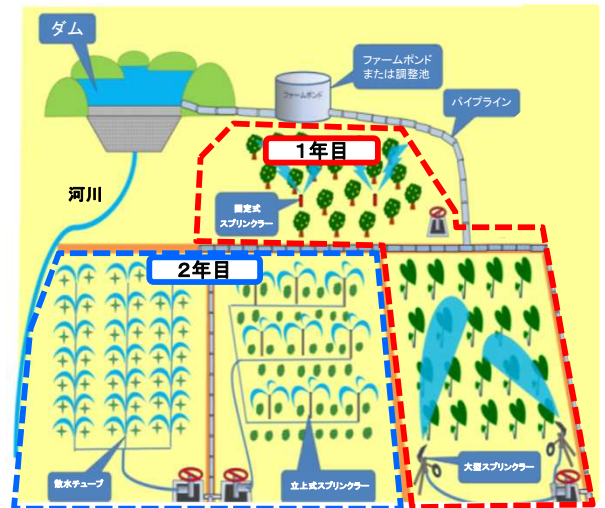 ダム
ファームポンド
または調整池
ファームポンド
パイプライン
1年目
河川
固定式
スプリンクラー
2年目
散水チューブ
立上式スプリンクラー
大型スプリンクラー